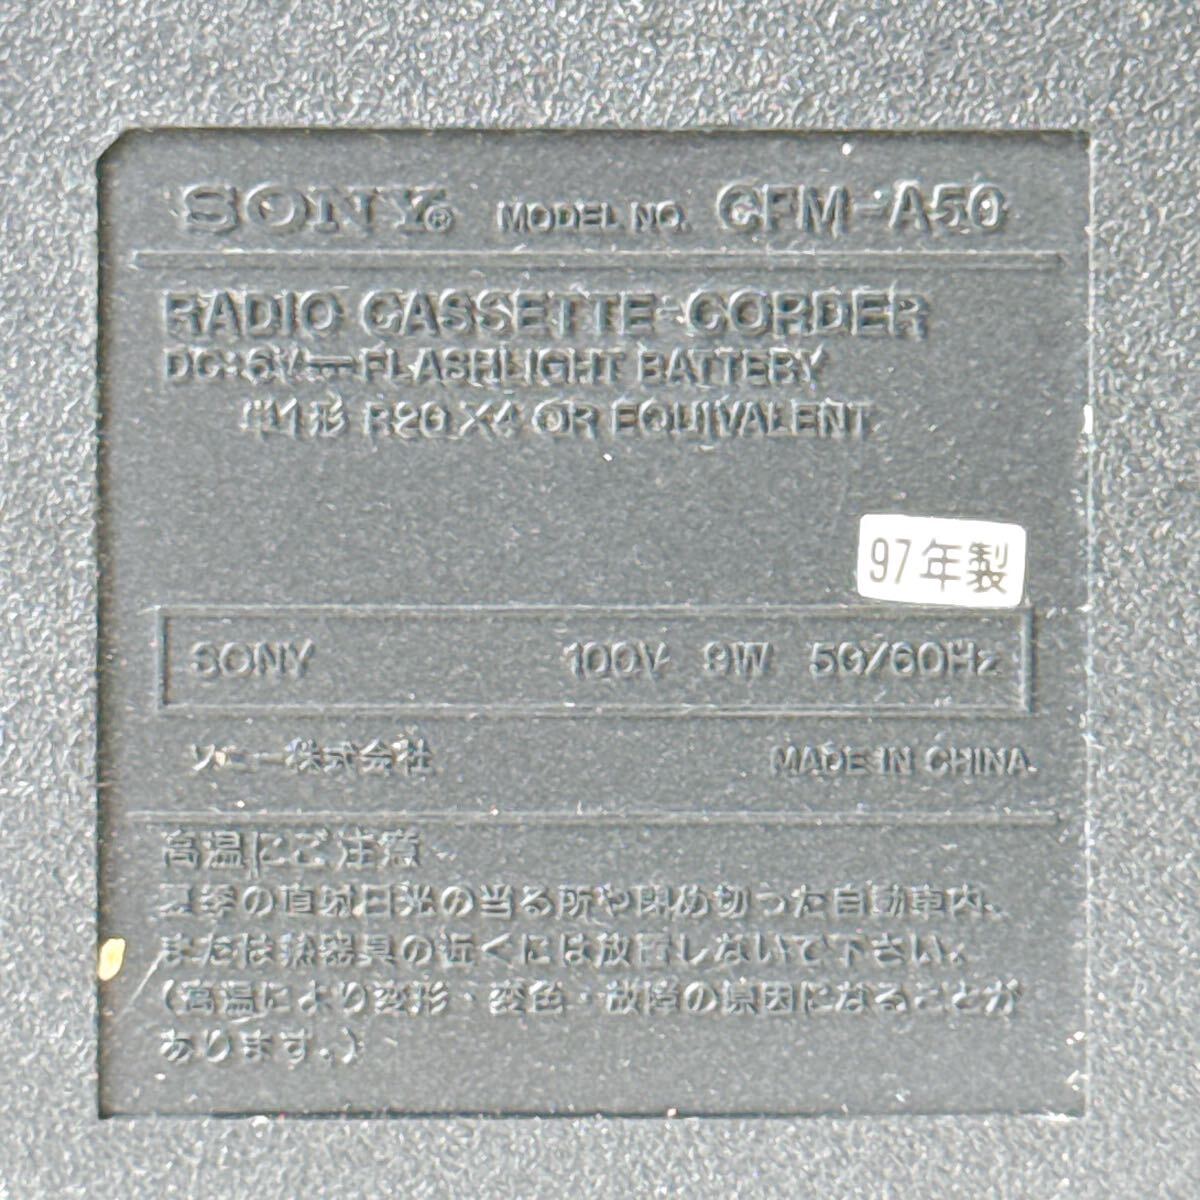 SONY® MODEL NO. CFM-A50
RADIO CASSETTE-CORDER
DC:6V⎓FLASHLIGHT BATTERY
単1形 R20 X4 OR EQUIVALENT
97年製
SONY 100V 9W 50/60Hz
ソニー株式会社 MADE IN CHINA
高温にご注意
夏季の直射日光の当る所や閉め切った自動車内、
または熱器具の近くには放置しないで下さい。
(高温により変形・変色・故障の原因になることが
あります。)